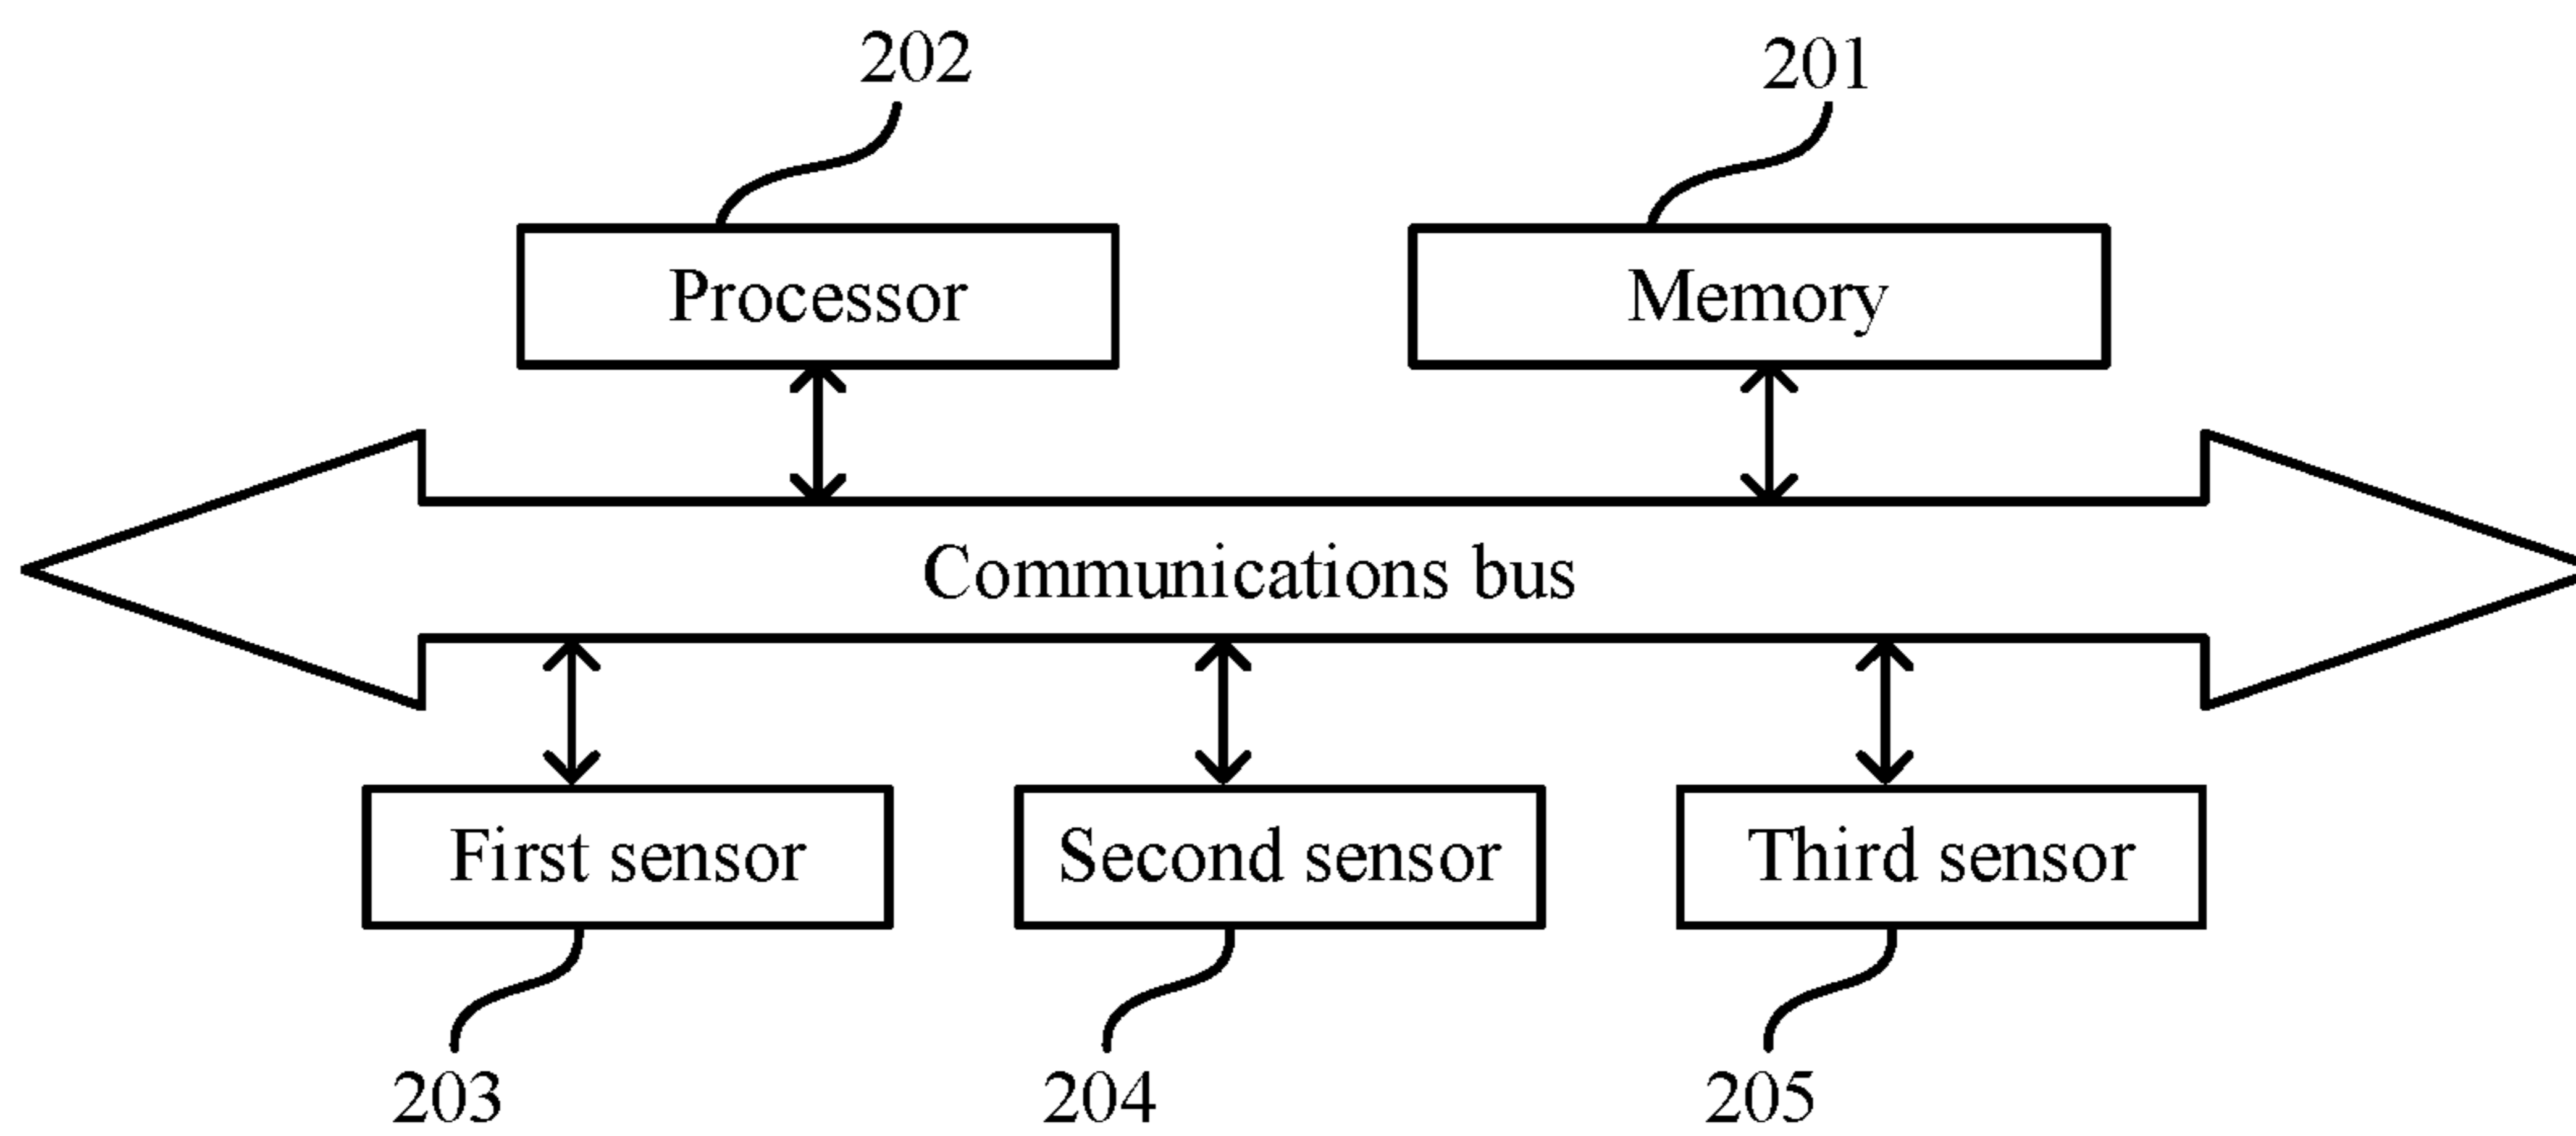 202
201
Processor
Memory
Communications bus
First sensor
Second sensor
Third sensor
203
204
205